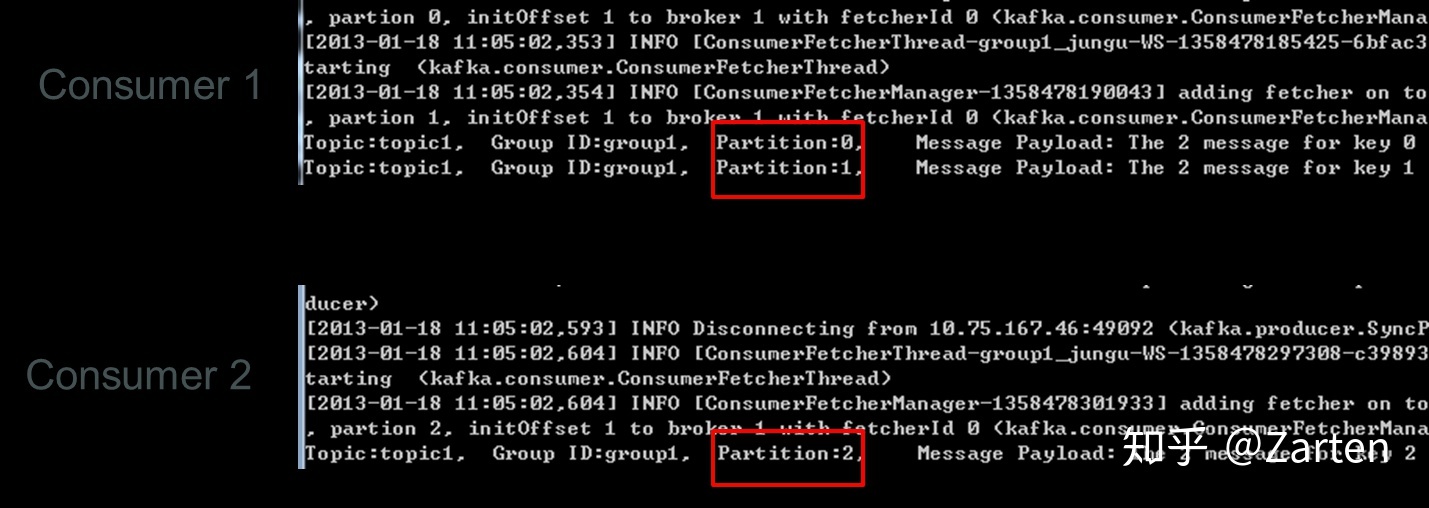 , partion 0, initOffset 1 to broker 1 with fetcherId 0 (kafka.consumer.ConsumerFetcherMana
[2013-01-18 11:05:02,353] INFO [ConsumerFetcherThread-group1_jungu-WS-1358478185425-6bfac3
Consumer 1
tarting (kafka.consumer.ConsumerFetcherThread)
[2013-01-18 11:05:02,354] INFO [ConsumerFetcherManager-1358478190043] adding fetcher on to
, partion 1, initOffset 1 to broker 1 with fetcherId 0 (kafka.consumer.ConsumerFetcherMana
Topic:topic1, Group ID:group1, Partition:0, Message Payload: The 2 message for key 0
Topic:topic1, Group ID:group1, Partition:1, Message Payload: The 2 message for key 1
ducer)
[2013-01-18 11:05:02,593] INFO Disconnecting from 10.75.167.46:49092 (kafka.producer.SyncP
[2013-01-18 11:05:02,604] INFO [ConsumerFetcherThread-group1_jungu-WS-1358478297308-c39893
Consumer 2
tarting (kafka.consumer.ConsumerFetcherThread)
[2013-01-18 11:05:02,604] INFO [ConsumerFetcherManager-1358478301933] adding fetcher on to
, partion 2, initOffset 1 to broker 1 with fetcherId 0 (kafka.consumer.ConsumerFetcherMana
Topic:topic1, Group ID:group1, Partition:2, Message Payload: The 2 message for key 2
知乎 @Zarten